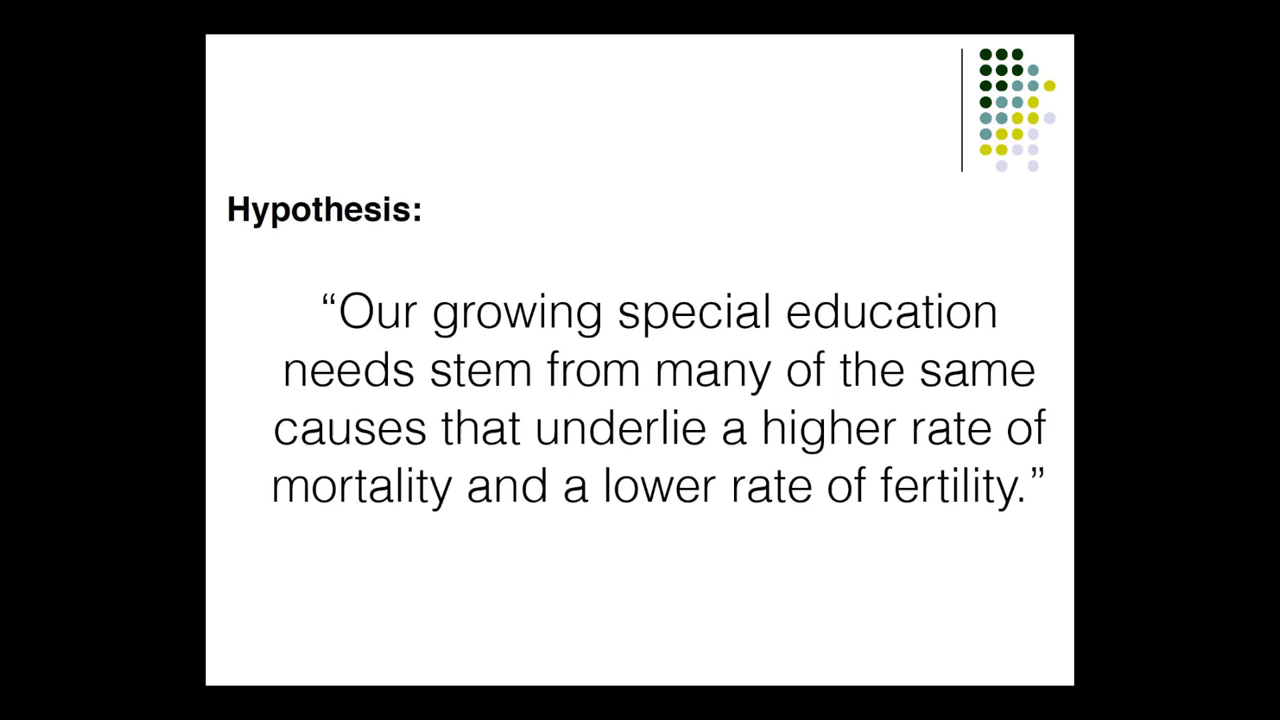 Hypothesis:
“Our growing special education
needs stem from many of the same
causes that underlie a higher rate of
mortality and a lower rate of fertility.”